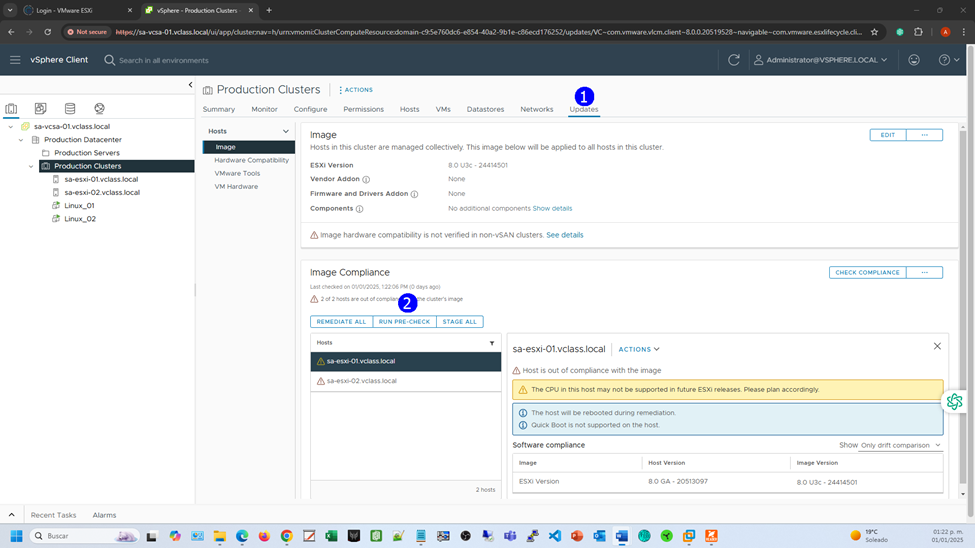 Login - VMware ESXi
vSphere - Production Clusters -
Not secure
https://sa-vcsa-01.vclass.local/ui/app/cluster;nav=h/urn:vmomi:ClusterComputeResource:domain-c9:5e760dc6-e854-40a2-9b1e-c86ecd176252/updates/VC~com.vmware.vlcm.client~8.0.0.20519528~navigable~com.vmware.esxlifecycle.cli...
A
vSphere Client
Search in all environments
Administrator@VSPHERE.LOCAL
Production Clusters
ACTIONS
1
Summary
Monitor
Configure
Permissions
Hosts
VMs
Datastores
Networks
Updates
sa-vcsa-01.vclass.local
Production Datacenter
Production Servers
Production Clusters
sa-esxi-01.vclass.local
sa-esxi-02.vclass.local
Linux_01
Linux_02
Hosts
Image
Hardware Compatibility
VMware Tools
VM Hardware
Image
EDIT
...
Hosts in this cluster are managed collectively. This image below will be applied to all hosts in this cluster.
ESXi Version 8.0 U3c - 24414501
Vendor Addon None
Firmware and Drivers Addon None
Components No additional components Show details
Image hardware compatibility is not verified in non-vSAN clusters. See details
Image Compliance
CHECK COMPLIANCE
...
Last checked on 01/01/2025, 1:22:06 PM (0 days ago)
2 of 2 hosts are out of complian
the cluster's image
2
REMEDIATE ALL
RUN PRE-CHECK
STAGE ALL
Hosts
sa-esxi-01.vclass.local
sa-esxi-02.vclass.local
2 hosts
sa-esxi-01.vclass.local
ACTIONS
Host is out of compliance with the image
The CPU in this host may not be supported in future ESXi releases. Please plan accordingly.
The host will be rebooted during remediation.
Quick Boot is not supported on the host.
Software compliance
Show Only drift comparison
Image Host Version Image Version
ESXi Version 8.0 GA - 20513097 8.0 U3c - 24414501
Recent Tasks
Alarms
Buscar
19°C
Soleado
01:22 p. m.
01/01/2025